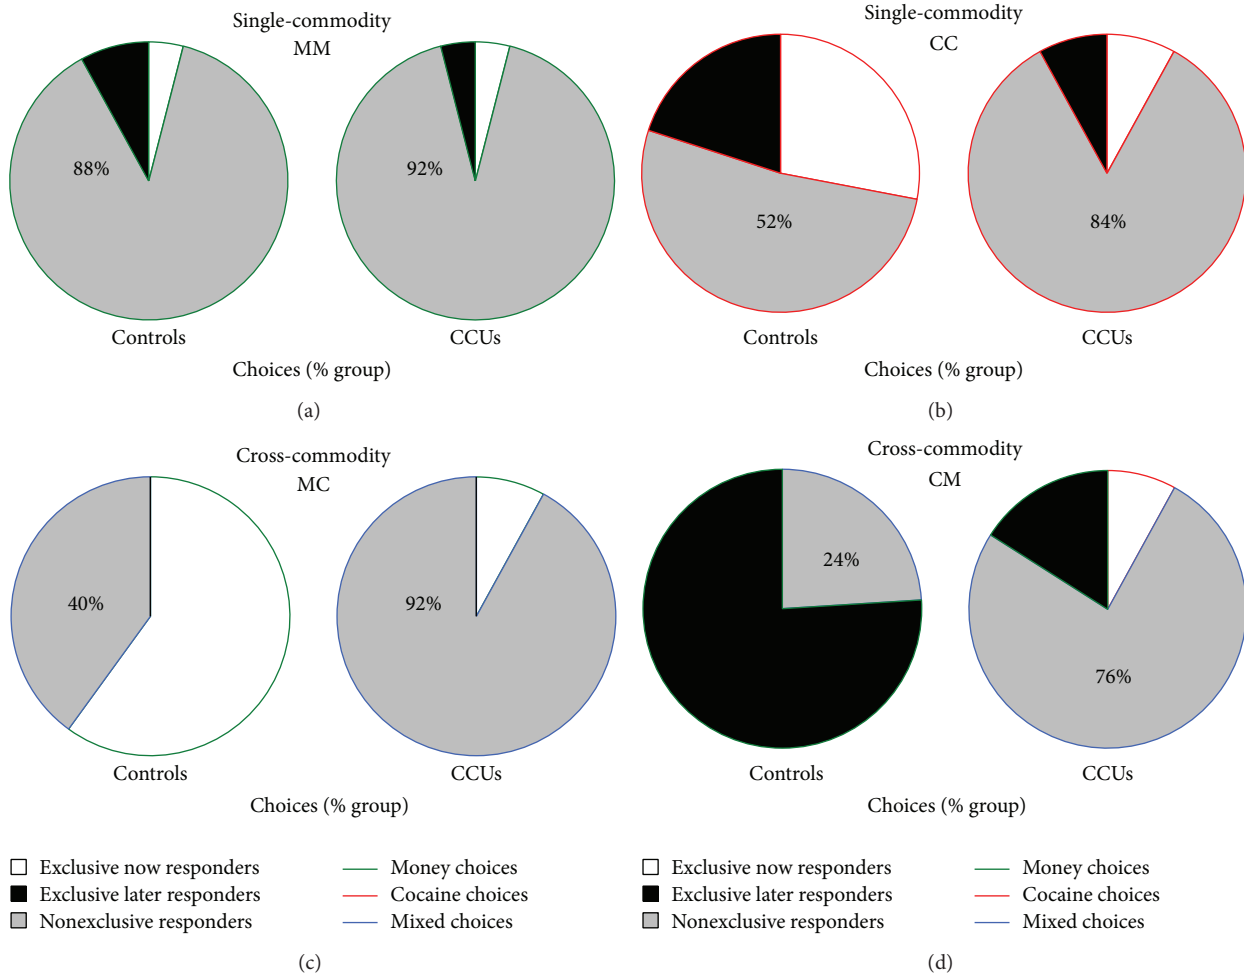 Single-commodity
MM
88%
92%
Controls
CCUs
Choices (% group)
(a)
Single-commodity
CC
52%
84%
Controls
CCUs
Choices (% group)
(b)
Cross-commodity
MC
40%
92%
Controls
CCUs
Choices (% group)
Exclusive now responders
Exclusive later responders
Nonexclusive responders
Money choices
Cocaine choices
Mixed choices
(c)
Cross-commodity
CM
24%
76%
Controls
CCUs
Choices (% group)
Exclusive now responders
Exclusive later responders
Nonexclusive responders
Money choices
Cocaine choices
Mixed choices
(d)